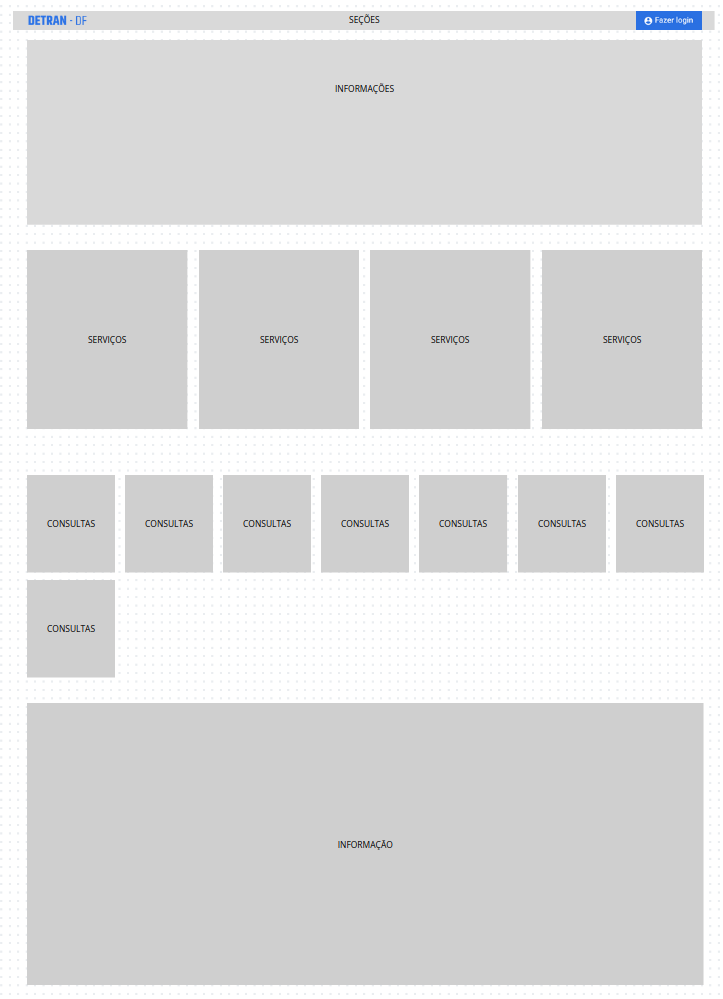 DETRAN - DF
SEÇÕES
Fazer login
INFORMAÇÕES
SERVIÇOS
SERVIÇOS
SERVIÇOS
SERVIÇOS
CONSULTAS
CONSULTAS
CONSULTAS
CONSULTAS
CONSULTAS
CONSULTAS
CONSULTAS
CONSULTAS
INFORMAÇÃO